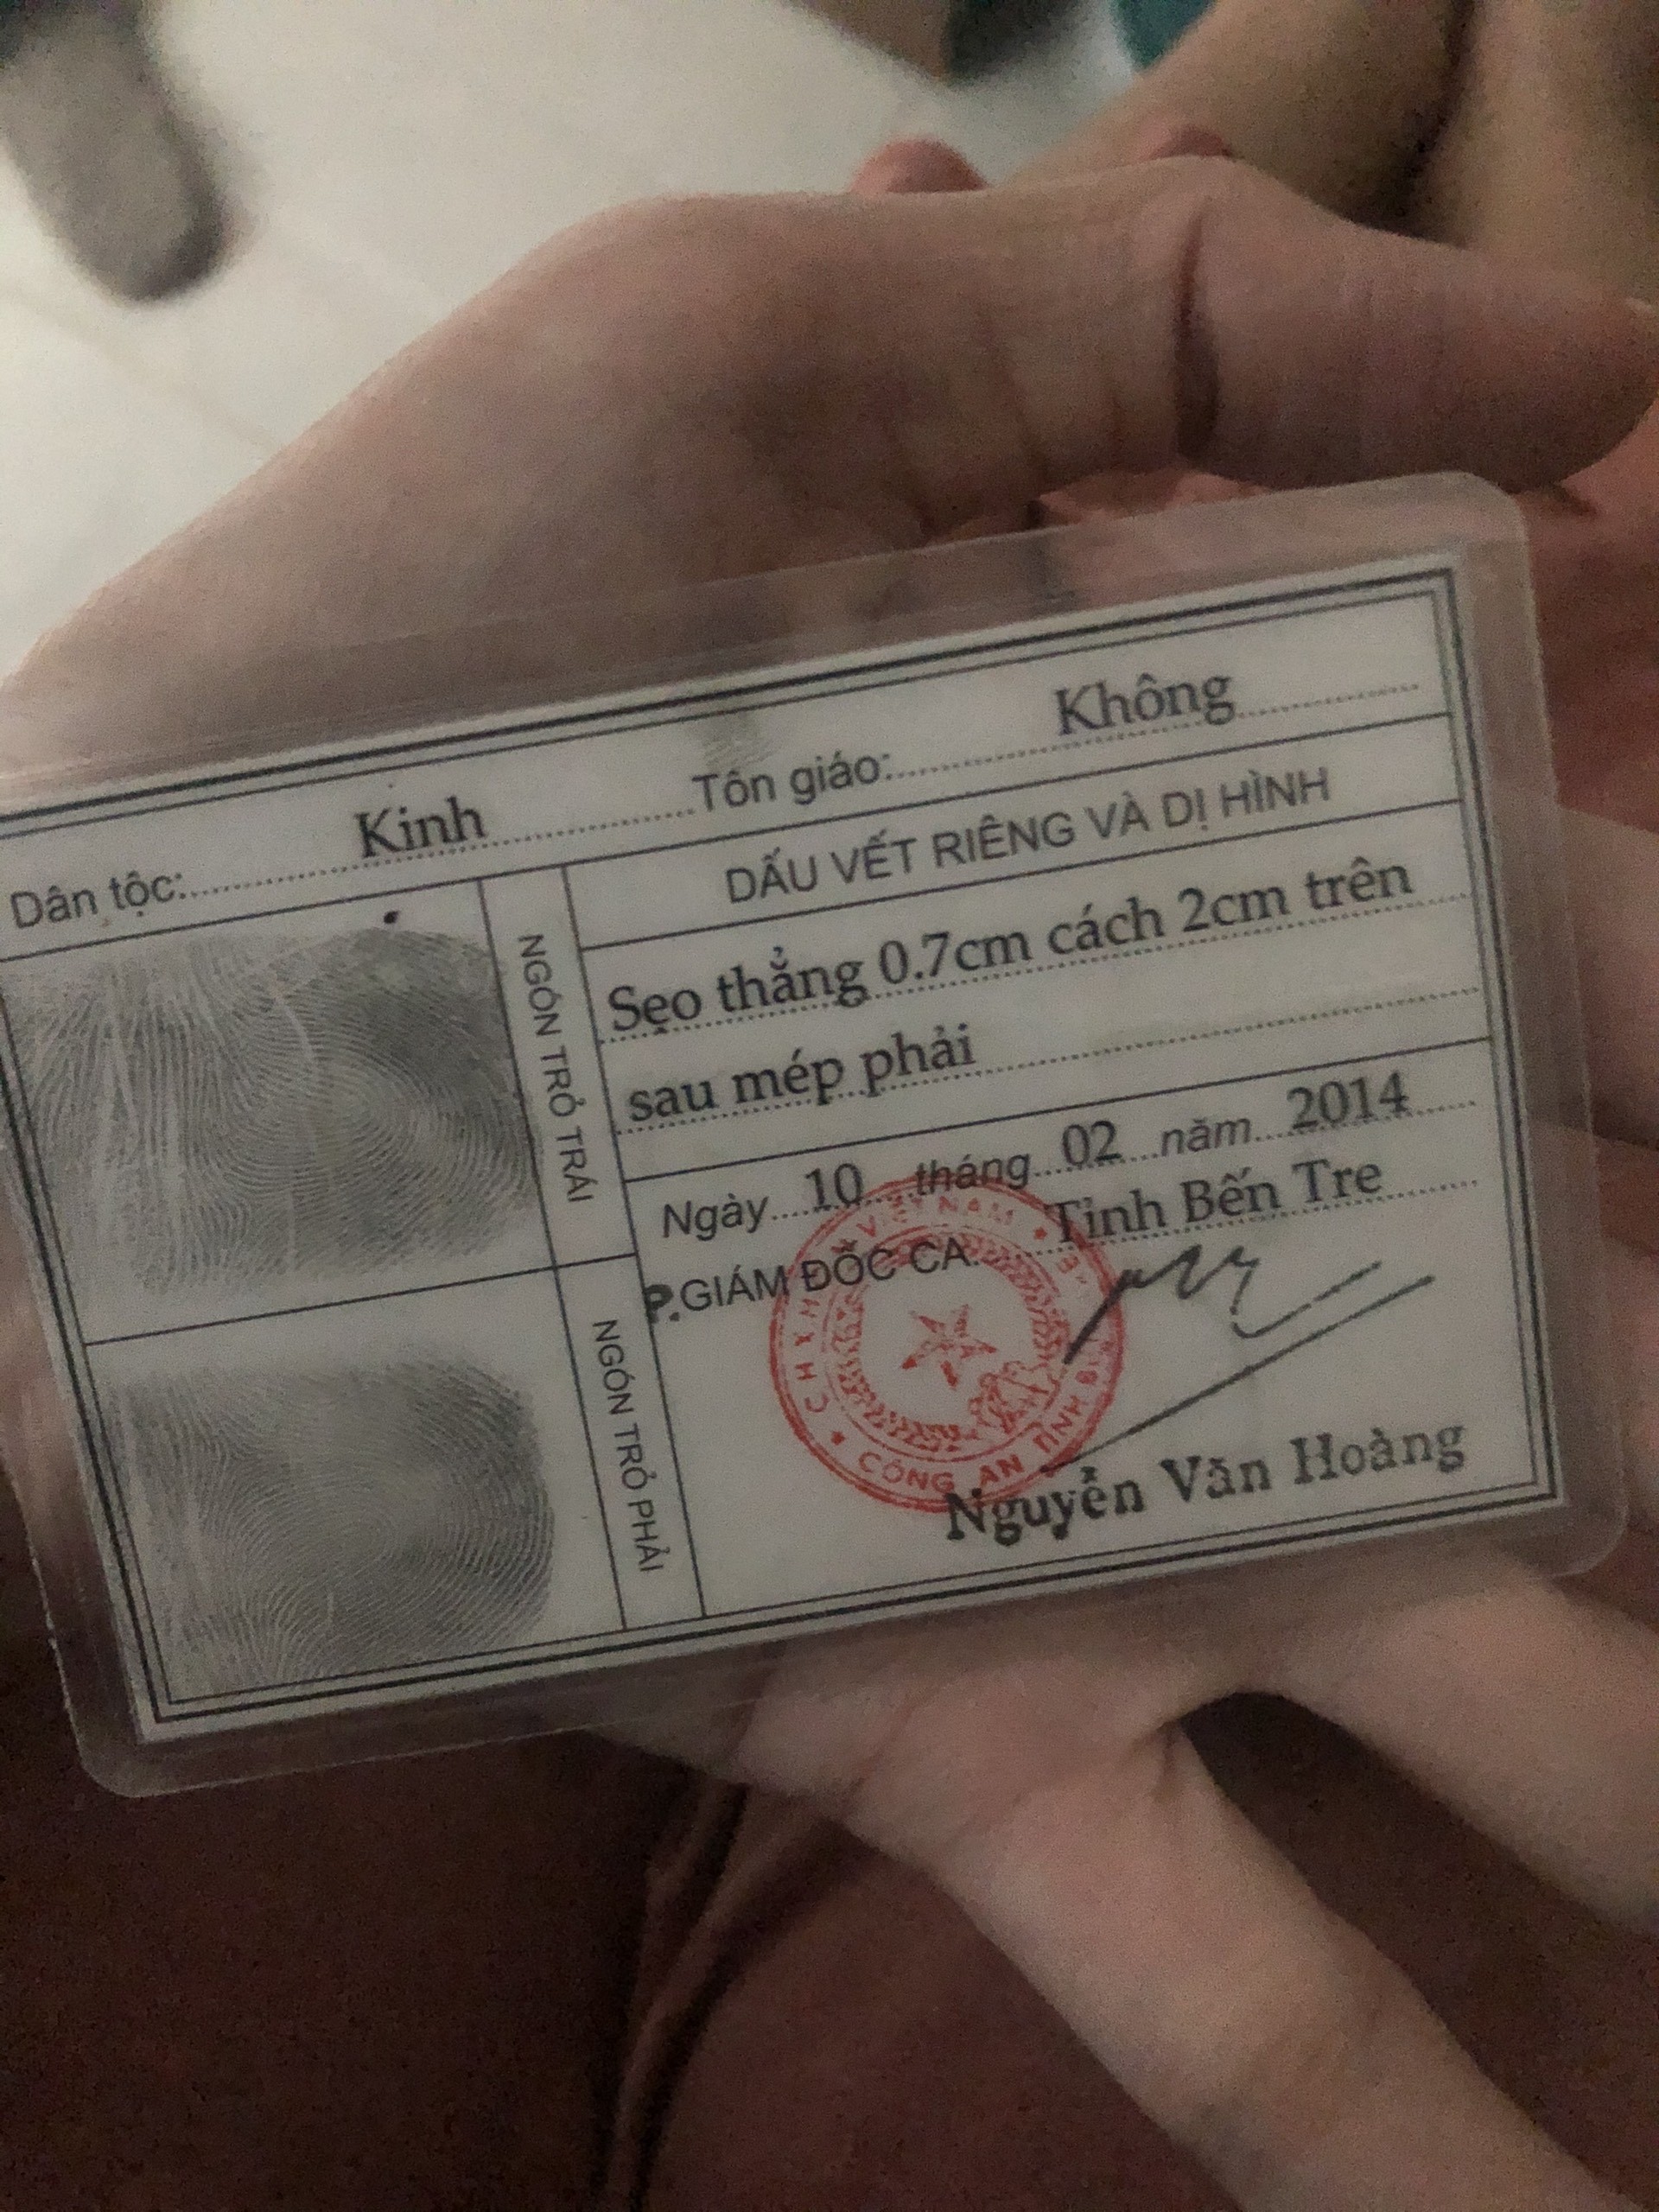 Dân tộc: Kinh Tôn giáo: Không
DẤU VẾT RIÊNG VÀ DỊ HÌNH
Sẹo thẳng 0.7cm cách 2cm trên
sau mép phải
NGÓN TRỎ TRÁI
NGÓN TRỎ PHẢI
Ngày 10 tháng 02 năm 2014
P.GIÁM ĐỐC CA. Tỉnh Bến Tre
VIỆT NAM
CÔNG AN TỈNH
Nguyễn Văn Hoàng